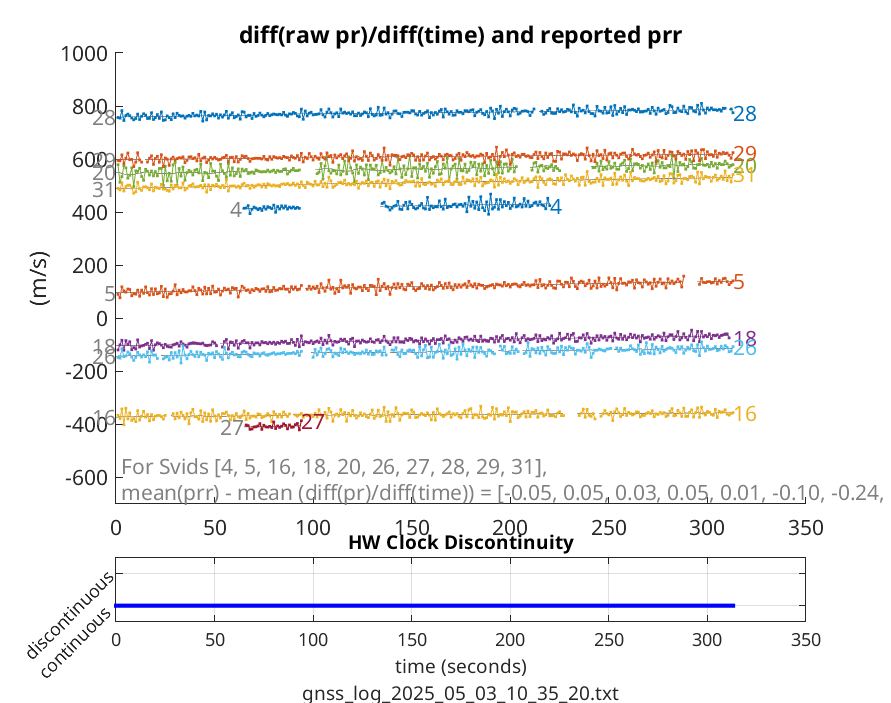 diff(raw pr)/diff(time) and reported prr
1000
800
600
400
200
0
-200
-400
-600
(m/s)
28 28
29 29
20 20
31 31
4 4
5 5
18 18
26 26
16 16
27 27
For Svids [4, 5, 16, 18, 20, 26, 27, 28, 29, 31],
mean(prr) - mean (diff(pr)/diff(time)) = [-0.05, 0.05, 0.03, 0.05, 0.01, -0.10, -0.24,
0 50 100 150 200 250 300 350
HW Clock Discontinuity
discontinuous
continuous
0 50 100 150 200 250 300 350
time (seconds)
gnss_log_2025_05_03_10_35_20.txt